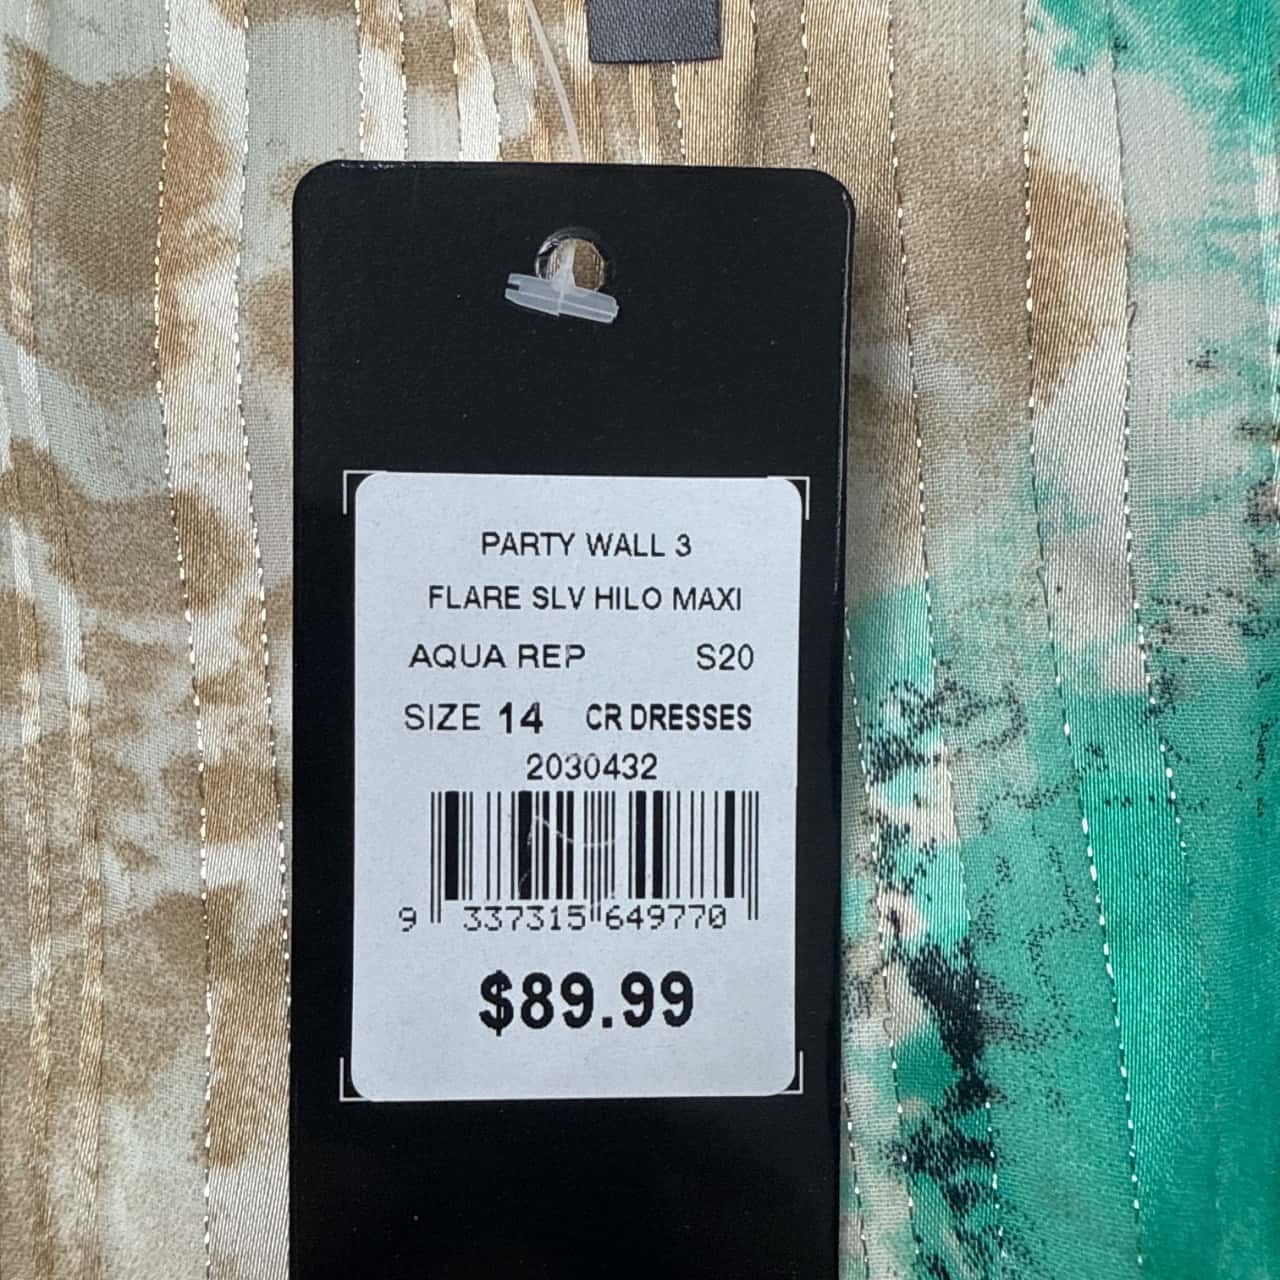 PARTY WALL 3
FLARE SLV HILO MAXI
AQUA REP S20
SIZE 14 CR DRESSES
2030432
9 337315 649770
$89.99